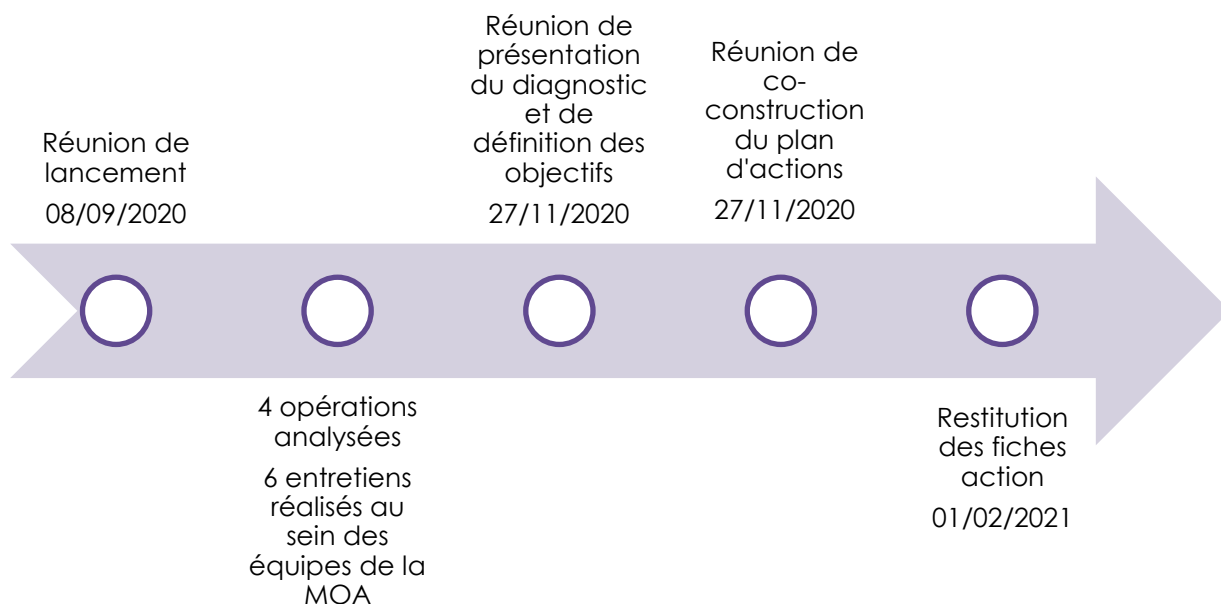 Réunion de
lancement
08/09/2020
4 opérations
analysées
6 entretiens
réalisés au
sein des
équipes de la
MOA
Réunion de
présentation
du diagnostic
et de
définition des
objectifs
27/11/2020
Réunion de
co-
construction
du plan
d'actions
27/11/2020
Restitution
des fiches
action
01/02/2021